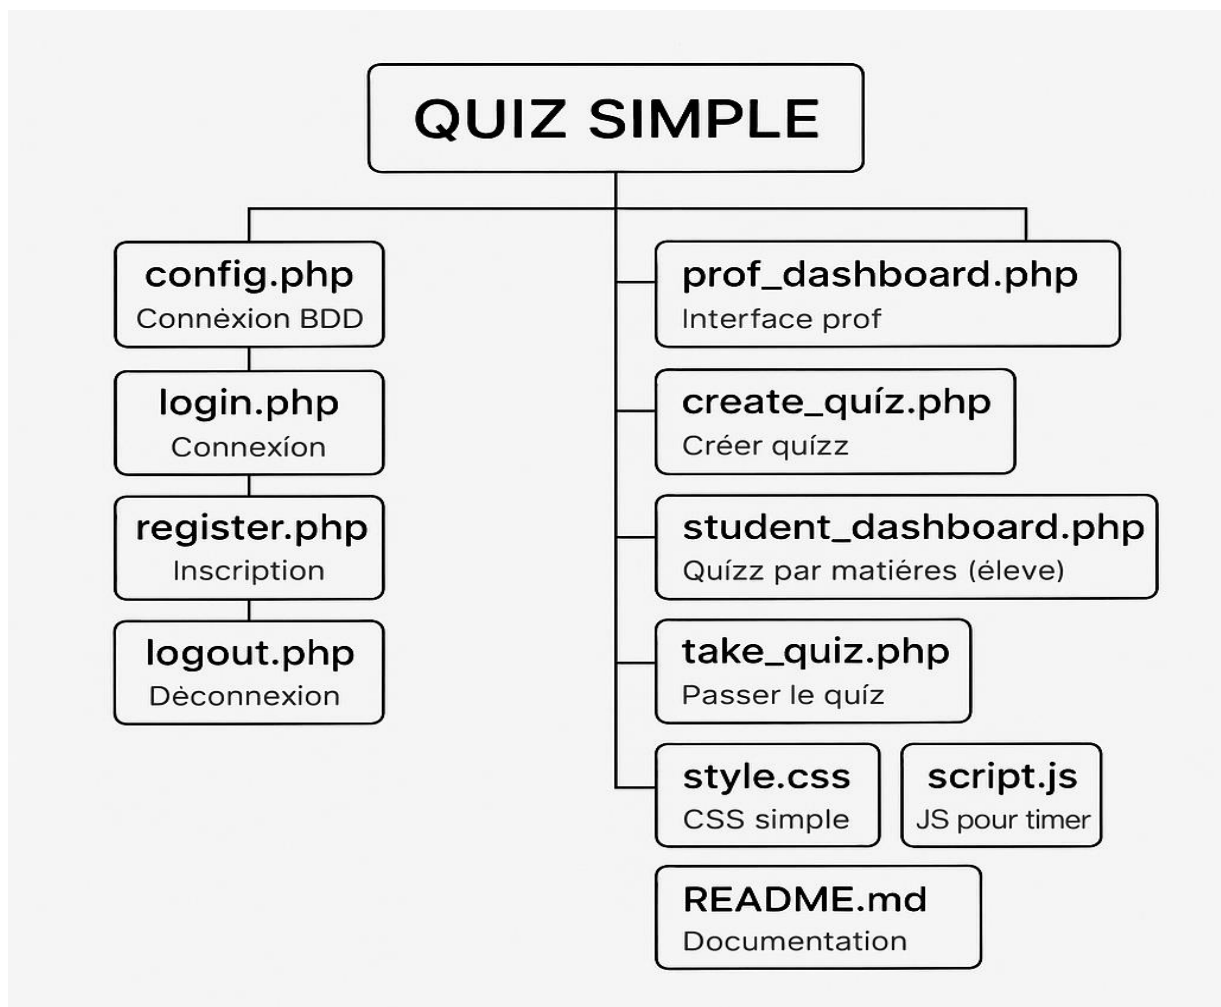 QUIZ SIMPLE
config.php
Connėxion BDD
login.php
Connexíon
register.php
Inscription
logout.php
Dėconnexion
prof_dashboard.php
Interface prof
create_quíz.php
Créer quízz
student_dashboard.php
Quízz par matiéres (éleve)
take_quiz.php
Passer le quíz
style.css
CSS simple
script.js
JS pour timer
README.md
Documentation